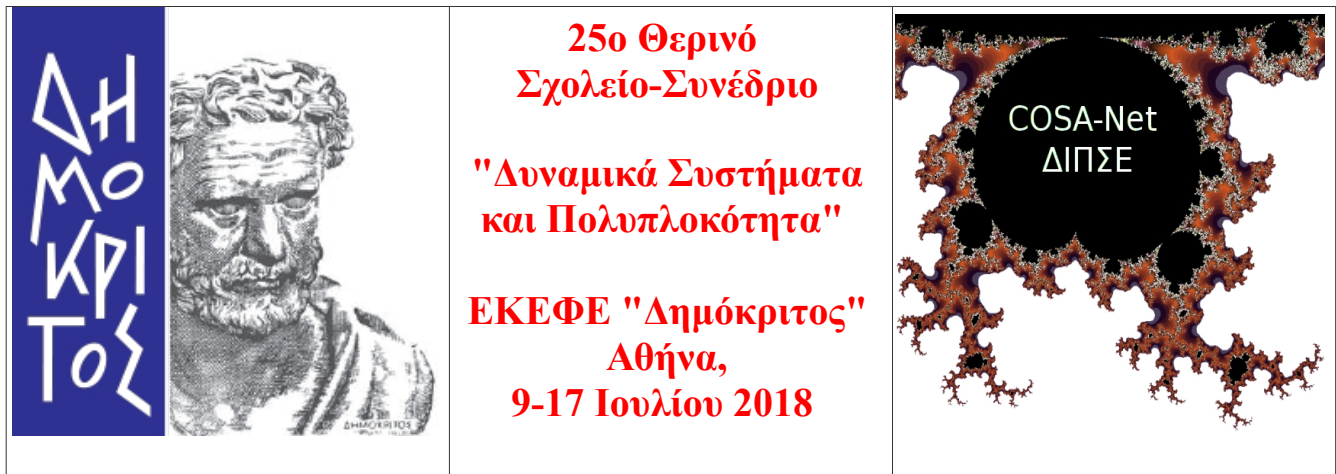 ΔΗ
ΜΟ
ΚΡΙ
ΤΟΣ
ΔΗΜΟΚΡΙΤΟΣ
25ο Θερινό
Σχολείο-Συνέδριο
"Δυναμικά Συστήματα
και Πολυπλοκότητα"
ΕΚΕΦΕ "Δημόκριτος"
Αθήνα,
9-17 Ιουλίου 2018
COSA-Net
ΔΙΠΣΕ